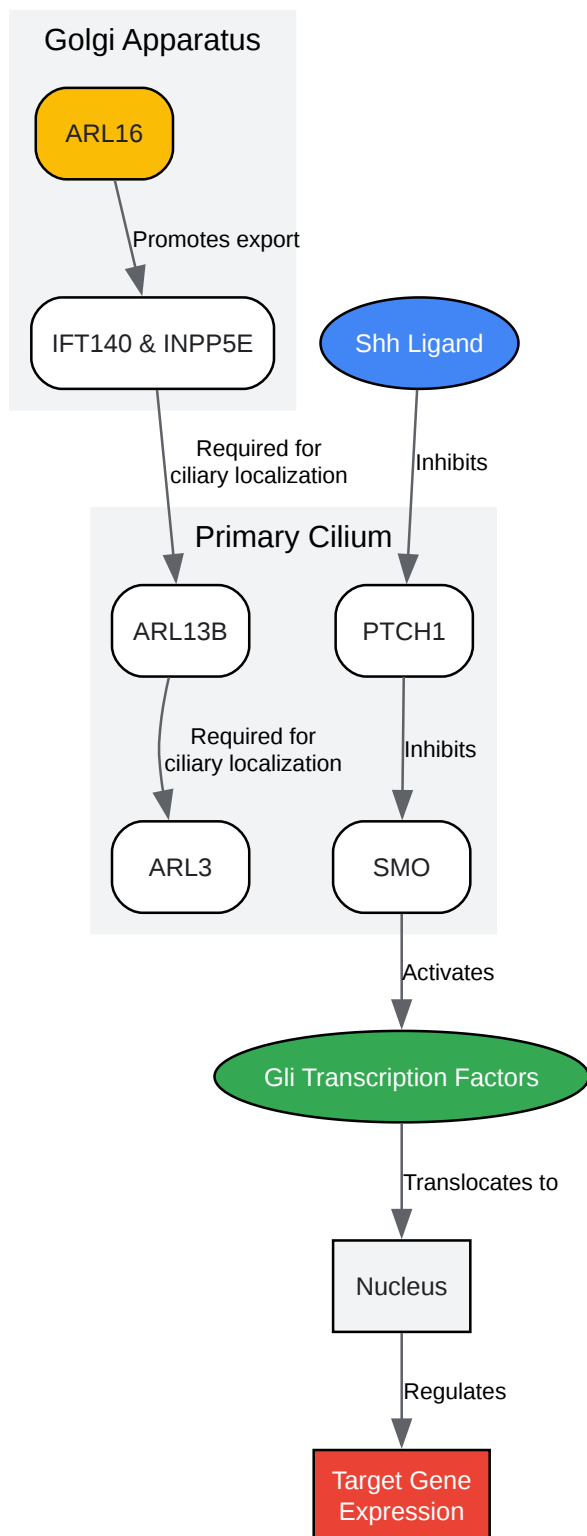 Golgi Apparatus
ARL16
Promotes export
IFT140 & INPP5E
Shh Ligand
Required for
ciliary localization
Inhibits
Primary Cilium
ARL13B
PTCH1
Required for
ciliary localization
Inhibits
ARL3
SMO
Activates
Gli Transcription Factors
Translocates to
Nucleus
Regulates
Target Gene
Expression